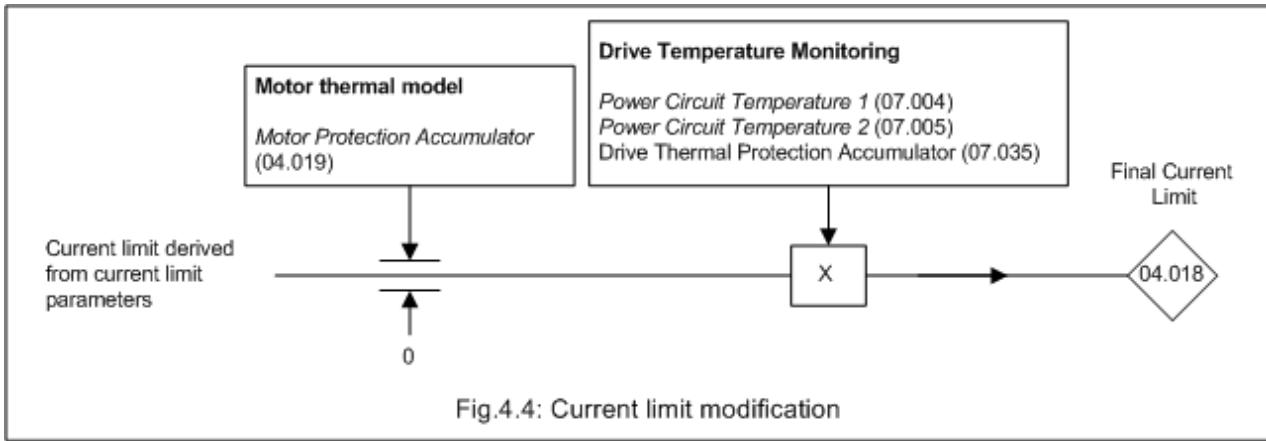 Motor thermal model
Motor Protection Accumulator
(04.019)
Drive Temperature Monitoring
Power Circuit Temperature 1 (07.004)
Power Circuit Temperature 2 (07.005)
Drive Thermal Protection Accumulator (07.035)
Final Current
Limit
Current limit derived
from current limit
parameters
X
04.018
0
Fig.4.4: Current limit modification